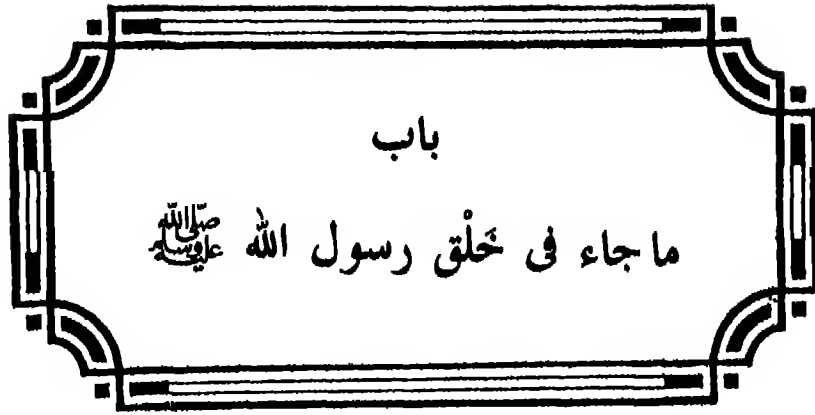 باب
ما جاء فى خَلْق رسول الله ﷺ